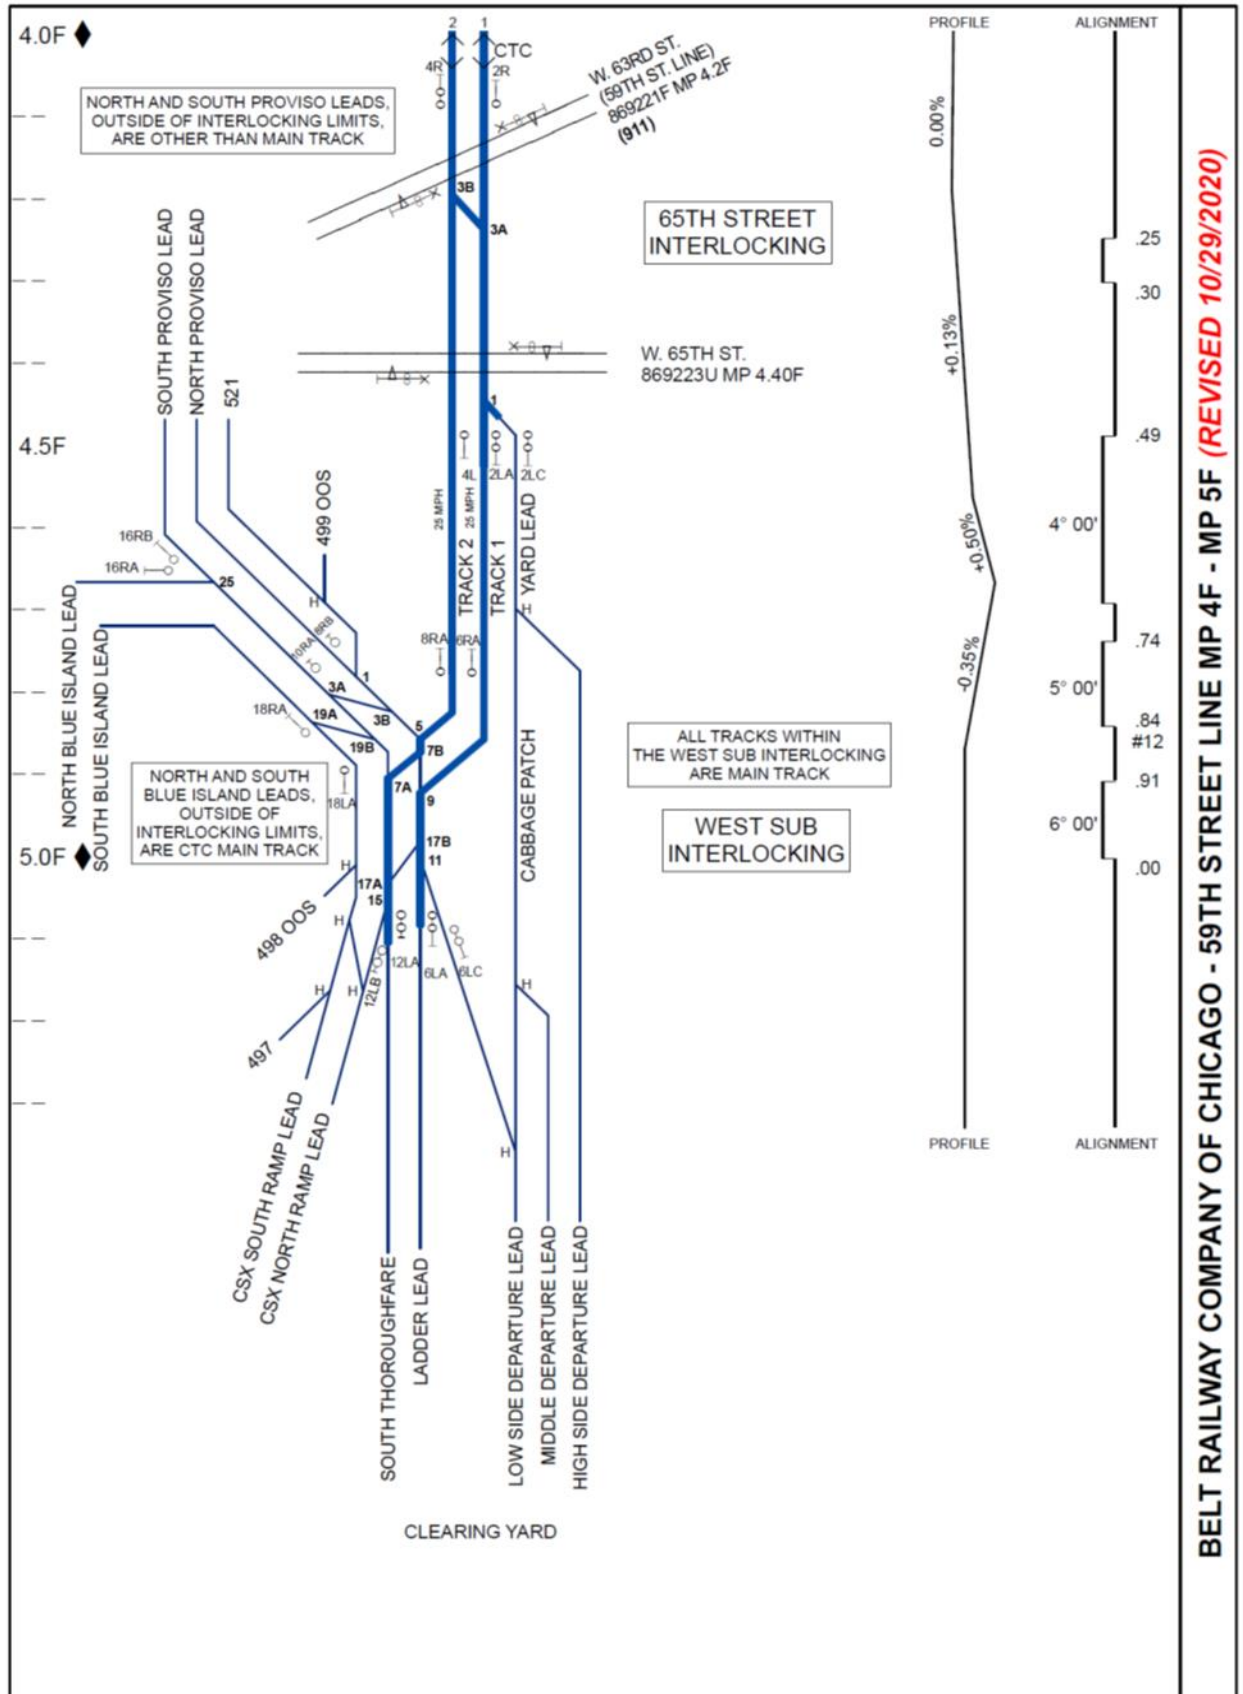 4.0F
2
1
CTC
4R
2R
W. 63RD ST.
(59TH ST. LINE)
869221F MP 4.2F
(911)
NORTH AND SOUTH PROVISO LEADS,
OUTSIDE OF INTERLOCKING LIMITS,
ARE OTHER THAN MAIN TRACK
3B
3A
65TH STREET
INTERLOCKING
SOUTH PROVISO LEAD
NORTH PROVISO LEAD
521
W. 65TH ST.
869223U MP 4.40F
1
4.5F
4L
2LA
2LC
499 OOS
25 MPH
25 MPH
TRACK 2
TRACK 1
YARD LEAD
16RB
16RA
25
H
H
NORTH BLUE ISLAND LEAD
SOUTH BLUE ISLAND LEAD
10RA
8RB
8RA
6RA
1
3A
3B
18RA
19A
19B
5
7B
7A
9
CABBAGE PATCH
ALL TRACKS WITHIN
THE WEST SUB INTERLOCKING
ARE MAIN TRACK
NORTH AND SOUTH
BLUE ISLAND LEADS,
OUTSIDE OF
INTERLOCKING LIMITS,
ARE CTC MAIN TRACK
18LA
WEST SUB
INTERLOCKING
5.0F
17B
11
17A
15
H
498 OOS
H
12LA
6LA
6LC
12LB
H
H
H
497
H
CSX SOUTH RAMP LEAD
CSX NORTH RAMP LEAD
SOUTH THOROUGHFARE
LADDER LEAD
LOW SIDE DEPARTURE LEAD
MIDDLE DEPARTURE LEAD
HIGH SIDE DEPARTURE LEAD
CLEARING YARD
PROFILE
0.00%
+0.13%
+0.50%
-0.35%
PROFILE
ALIGNMENT
.25
.30
.49
4° 00'
.74
5° 00'
.84
#12
.91
6° 00'
.00
ALIGNMENT
BELT RAILWAY COMPANY OF CHICAGO - 59TH STREET LINE MP 4F - MP 5F (REVISED 10/29/2020)